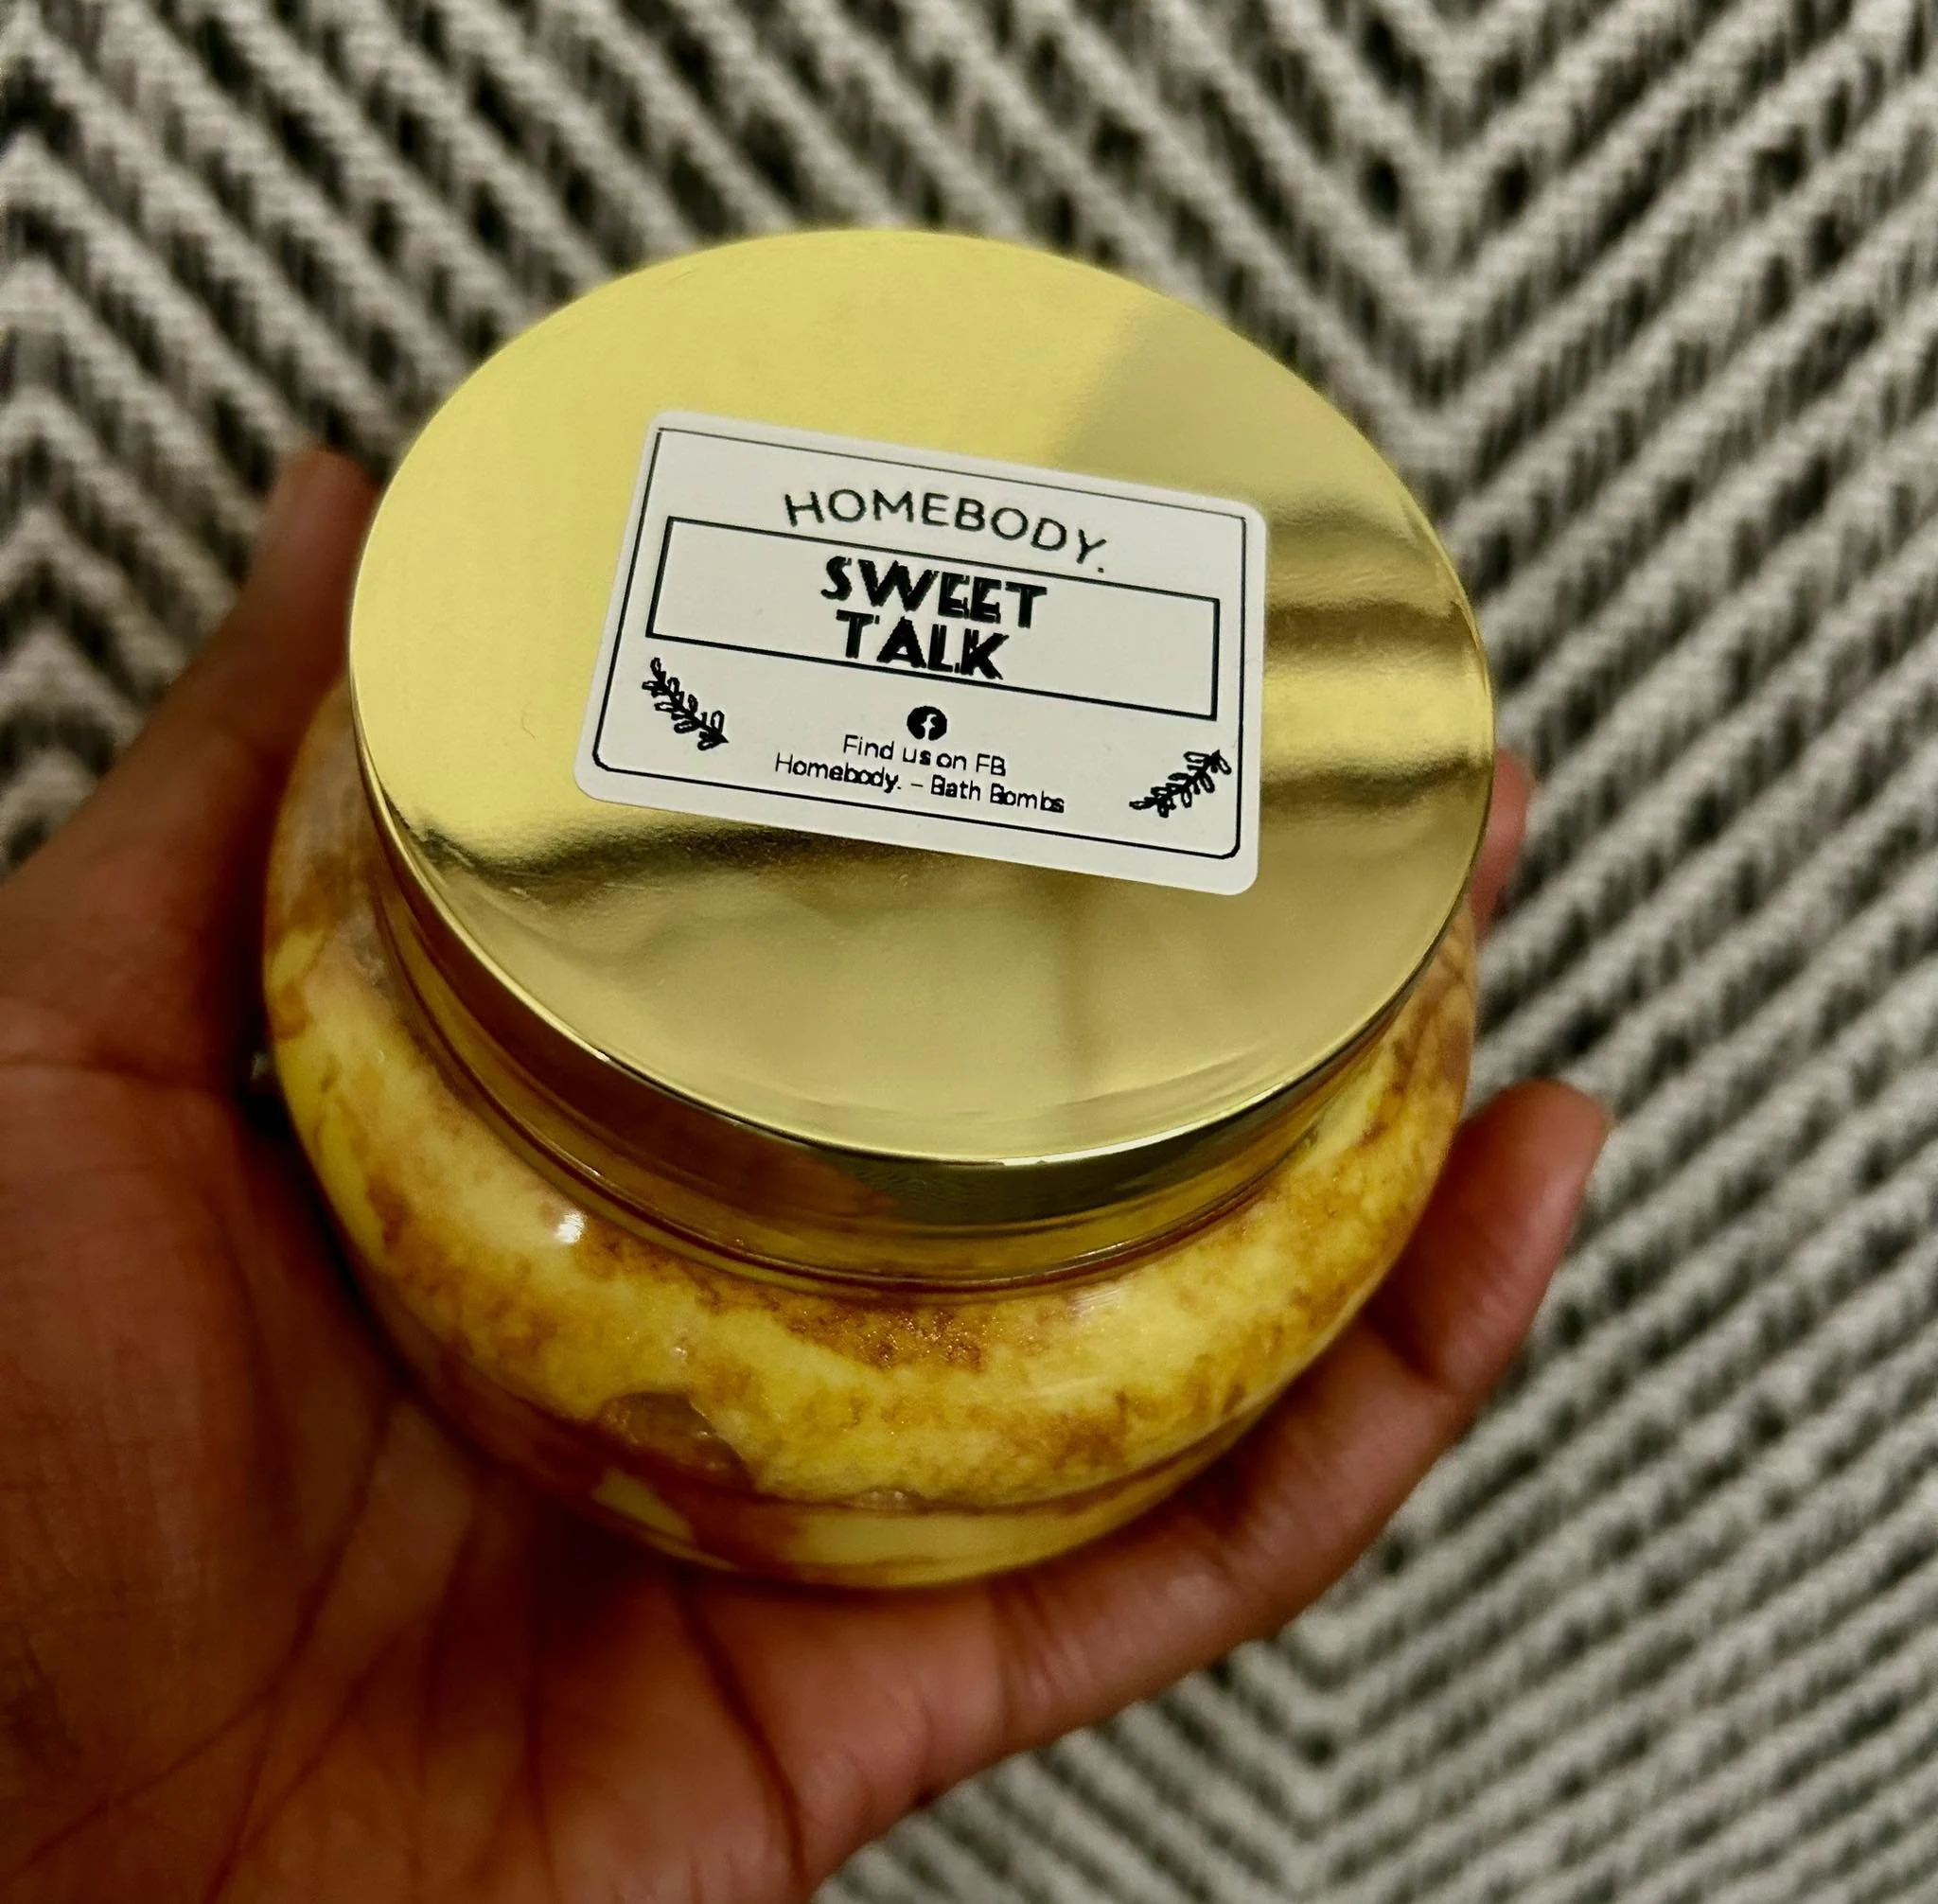 HOMEBODY.
SWEET
TALK
Find us on FB
Homebody. - Bath Bombs